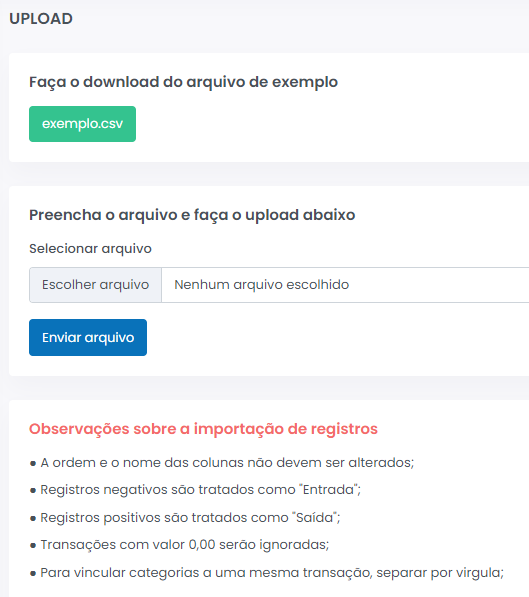 UPLOAD
Faça o download do arquivo de exemplo
exemplo.csv
Preencha o arquivo e faça o upload abaixo
Selecionar arquivo
Escolher arquivo Nenhum arquivo escolhido
Enviar arquivo
Observações sobre a importação de registros
● A ordem e o nome das colunas não devem ser alterados;
● Registros negativos são tratados como "Entrada";
● Registros positivos são tratados como "Saída";
● Transações com valor 0,00 serão ignoradas;
● Para vincular categorias a uma mesma transação, separar por virgula;